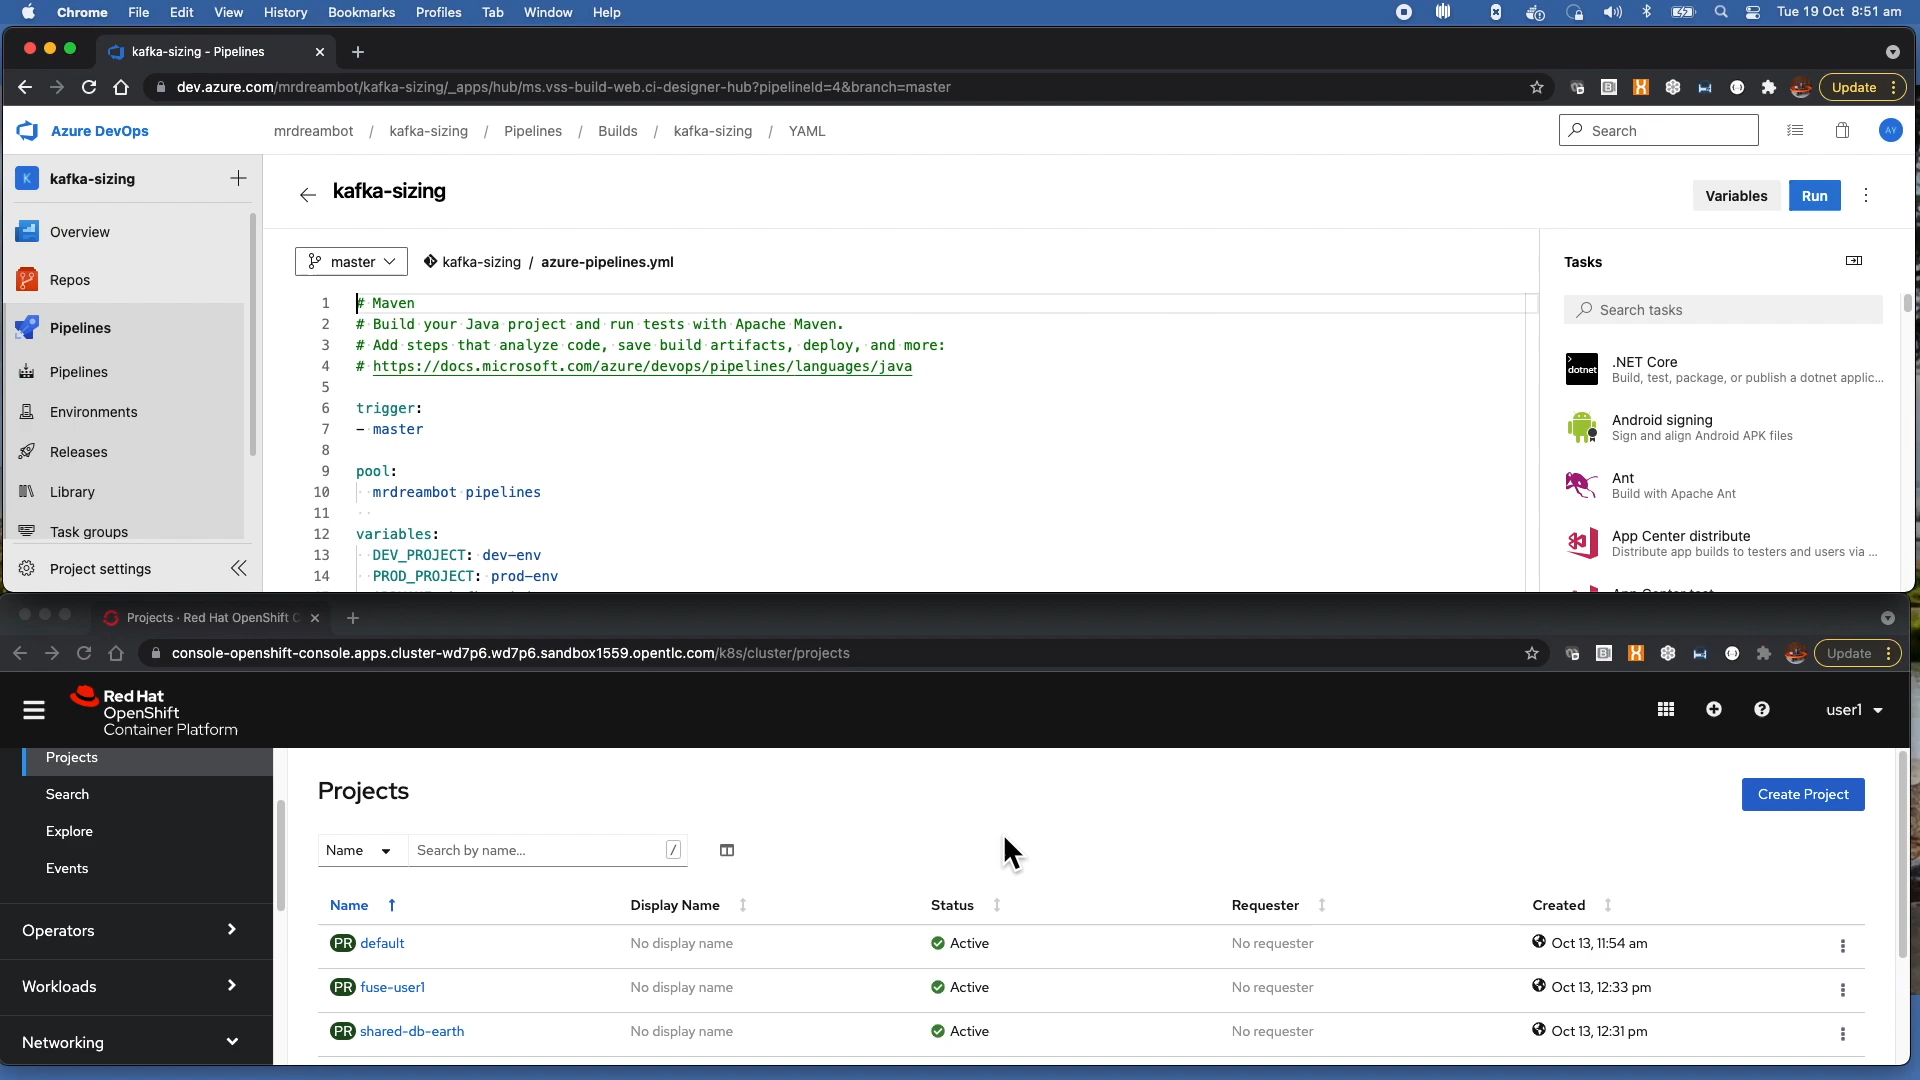 Chrome File Edit View History Bookmarks Profiles Tab Window Help Tue 19 Oct 8:51 am
kafka-sizing - Pipelines
dev.azure.com/mrdreambot/kafka-sizing/_apps/hub/ms.vss-build-web.ci-designer-hub?pipelineId=4&branch=master Update
Azure DevOps mrdreambot / kafka-sizing / Pipelines / Builds / kafka-sizing / YAML Search AY
K kafka-sizing
kafka-sizing Variables Run
Overview
Repos
Pipelines
Pipelines
Environments
Releases
Library
Task groups
Project settings
master kafka-sizing / azure-pipelines.yml
1 # Maven
2 # Build your Java project and run tests with Apache Maven.
3 # Add steps that analyze code, save build artifacts, deploy, and more:
4 # https://docs.microsoft.com/azure/devops/pipelines/languages/java
5
6 trigger:
7 - master
8
9 pool:
10 mrdreambot pipelines
11
12 variables:
13 DEV_PROJECT: dev-env
14 PROD_PROJECT: prod-env
Tasks
Search tasks
dotnet .NET Core
Build, test, package, or publish a dotnet applic...
Android signing
Sign and align Android APK files
Ant
Build with Apache Ant
App Center distribute
Distribute app builds to testers and users via ...
Projects · Red Hat OpenShift C
console-openshift-console.apps.cluster-wd7p6.wd7p6.sandbox1559.opentlc.com/k8s/cluster/projects Update
Red Hat
OpenShift
Container Platform
user1
Projects
Search
Explore
Events
Operators
Workloads
Networking
Projects Create Project
Name Search by name... /
Name Display Name Status Requester Created
PR default No display name Active No requester Oct 13, 11:54 am
PR fuse-user1 No display name Active No requester Oct 13, 12:33 pm
PR shared-db-earth No display name Active No requester Oct 13, 12:31 pm